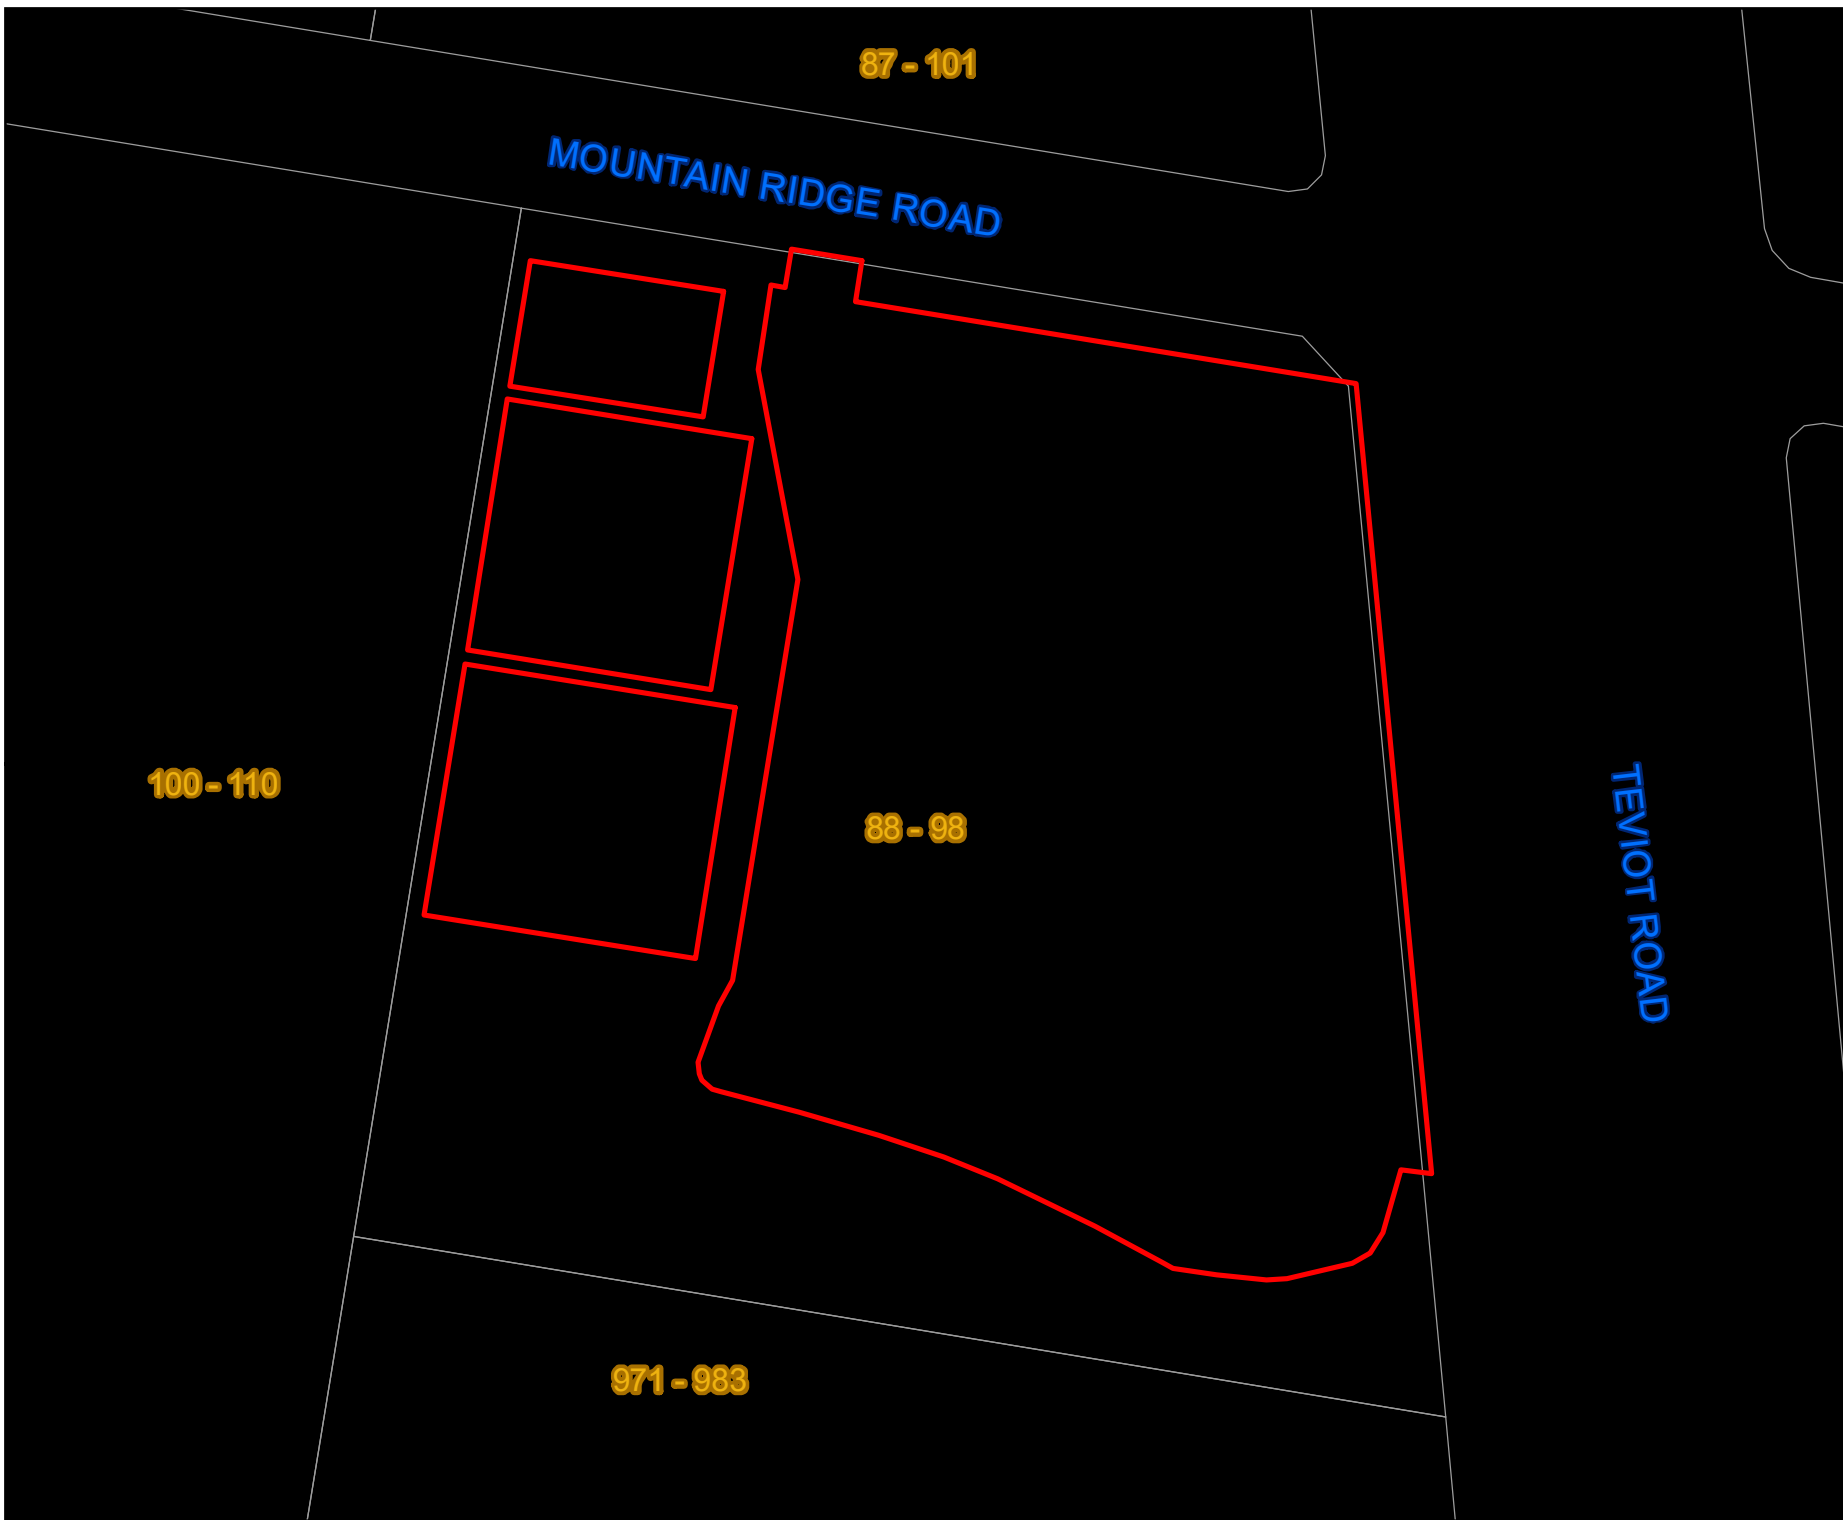 87 - 101
MOUNTAIN RIDGE ROAD
100 - 110
88 - 98
TEVIOT ROAD
971 - 983